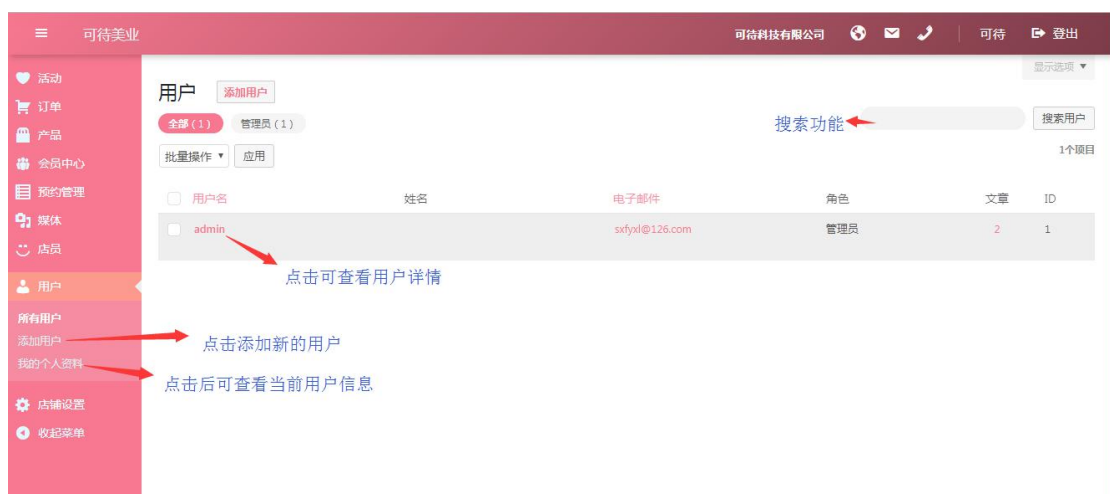 可待美业
可待科技有限公司
可待
登出
显示选项
活动
订单
产品
会员中心
预约管理
媒体
店员
用户
所有用户
添加用户
我的个人资料
店铺设置
收起菜单
用户 添加用户
全部 (1) 管理员 (1)
搜索功能
搜索用户
批量操作 应用
1个项目
用户名 姓名 电子邮件 角色 文章 ID
admin sxfyxl@126.com 管理员 2 1
点击可查看用户详情
点击添加新的用户
点击后可查看当前用户信息